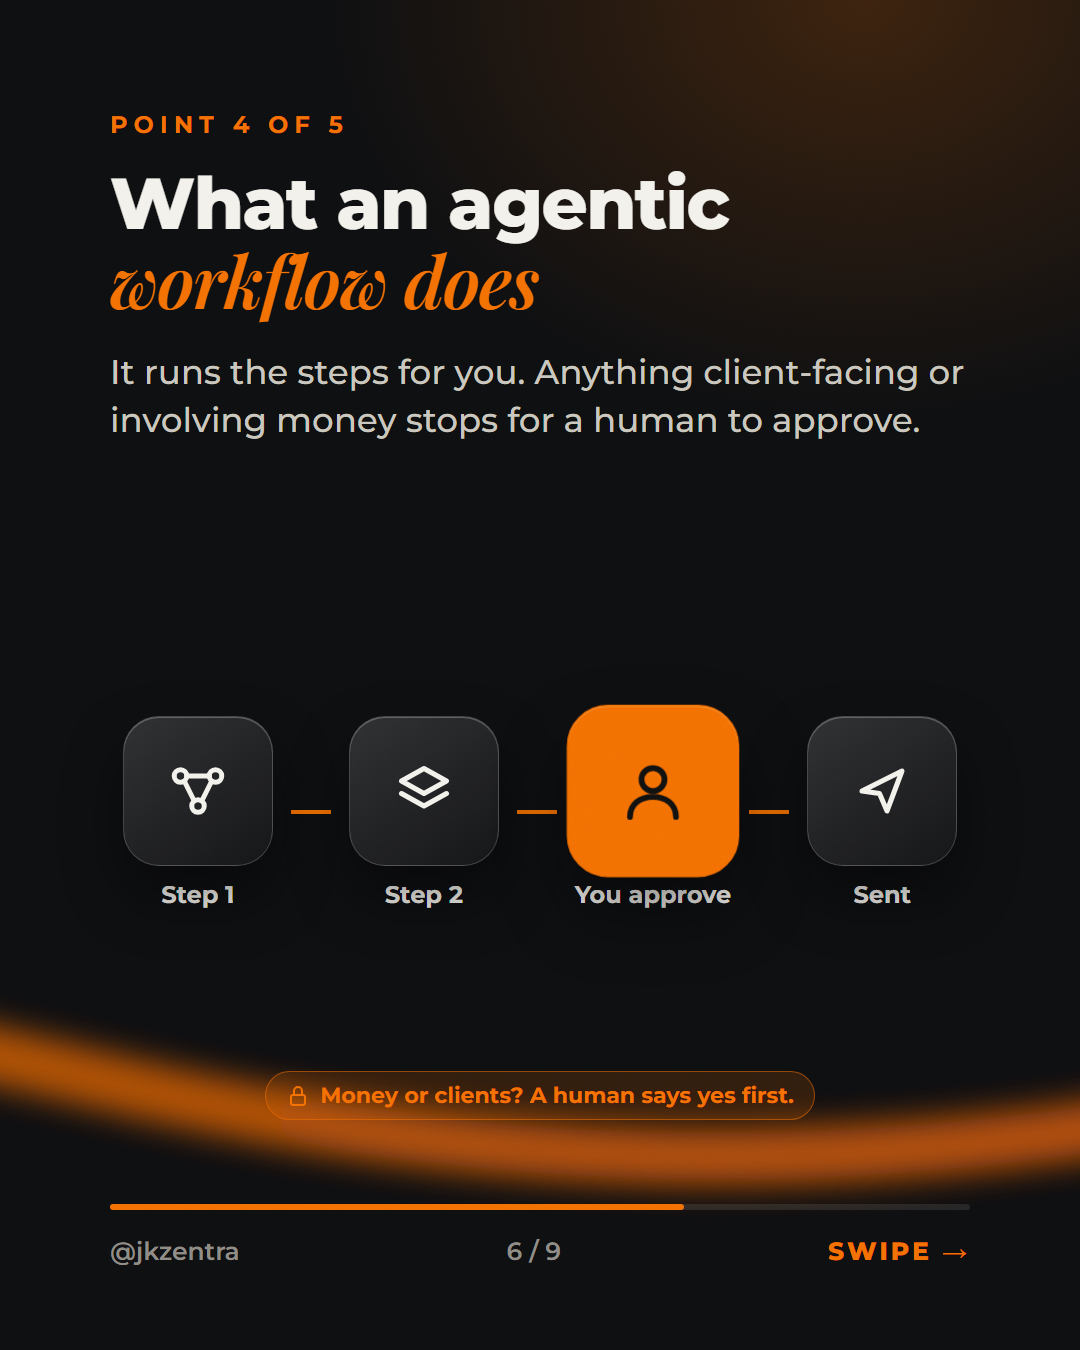 POINT 4 OF 5
What an agentic
workflow does
It runs the steps for you. Anything client-facing or
involving money stops for a human to approve.
Step 1
Step 2
You approve
Sent
Money or clients? A human says yes first.
@jkzentra
6 / 9
SWIPE →